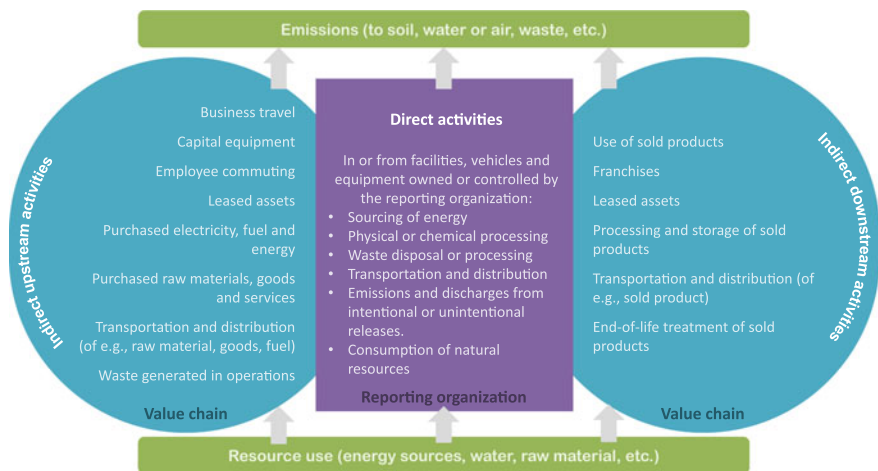 Emissions (to soil, water or air, waste, etc.)
Indirect upstream activities
Business travel
Capital equipment
Employee commuting
Leased assets
Purchased electricity, fuel and
energy
Purchased raw materials, goods
and services
Transportation and distribution
(of e.g., raw material, goods, fuel)
Waste generated in operations
Value chain
Direct activities
In or from facilities, vehicles and
equipment owned or controlled by
the reporting organization:
• Sourcing of energy
• Physical or chemical processing
• Waste disposal or processing
• Transportation and distribution
• Emissions and discharges from
intentional or unintentional
releases.
• Consumption of natural
resources
Reporting organization
Indirect downstream activities
Use of sold products
Franchises
Leased assets
Processing and storage of sold
products
Transportation and distribution (of
e.g., sold product)
End-of-life treatment of sold
products
Value chain
Resource use (energy sources, water, raw material, etc.)